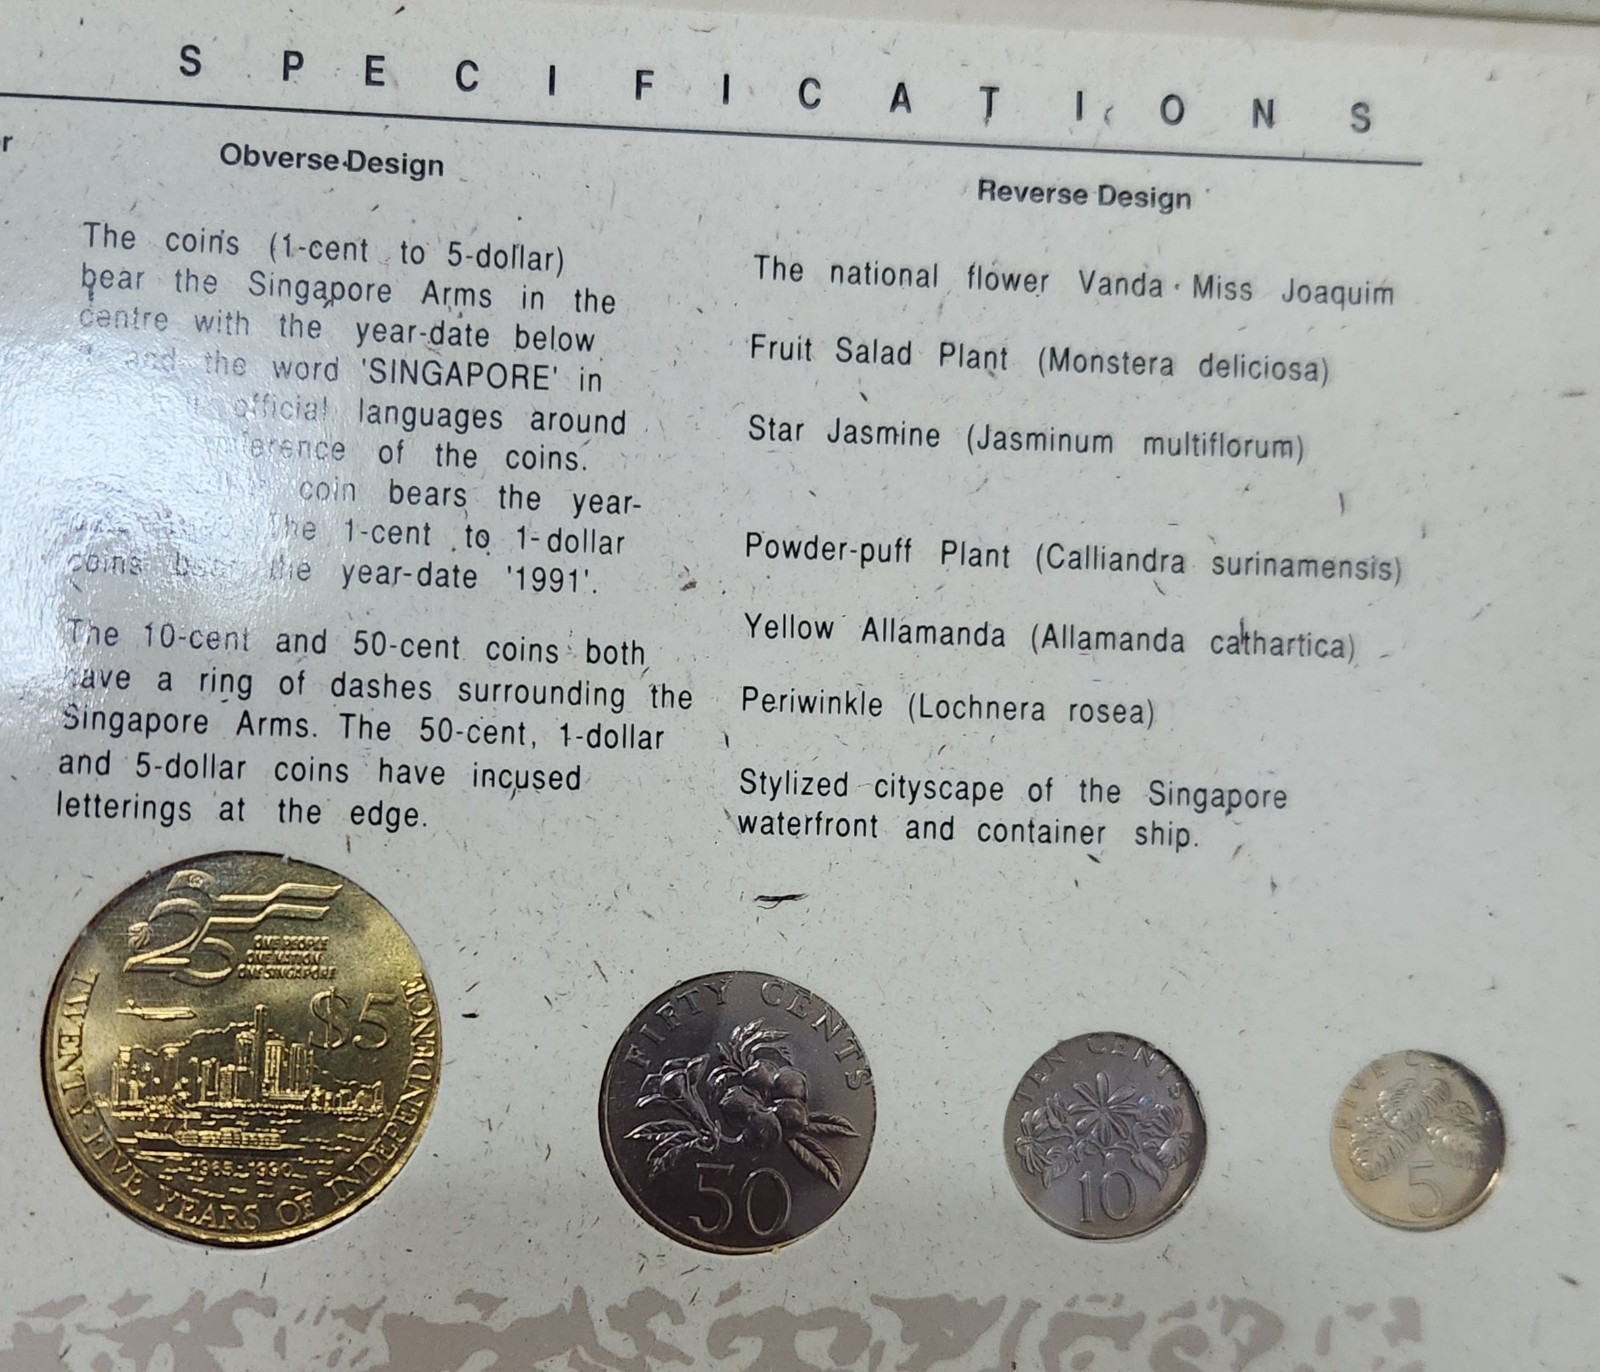 SPECIFICATIONS
r
Obverse Design
The coins (1-cent to 5-dollar)
bear the Singapore Arms in the
centre with the year-date below
and the word 'SINGAPORE' in
official languages around
of the coins.
coin bears the year-
The 1-cent to 1-dollar
coins bear the year-date '1991'.
The 10-cent and 50-cent coins both
have a ring of dashes surrounding the
Singapore Arms. The 50-cent, 1-dollar
and 5-dollar coins have incused
letterings at the edge.
Reverse Design
The national flower Vanda Miss Joaquim
Fruit Salad Plant (Monstera deliciosa)
Star Jasmine (Jasminum multiflorum)
Powder-puff Plant (Calliandra surinamensis)
Yellow Allamanda (Allamanda cathartica)
Periwinkle (Lochnera rosea)
Stylized cityscape of the Singapore
waterfront and container ship.
25
ONE PEOPLE
ONE NATION
ONE SINGAPORE
$5
1965-1990
TWENTY-FIVE YEARS OF INDEPENDENCE
FIFTY CENTS
50
TEN CENTS
10
FIVE
5